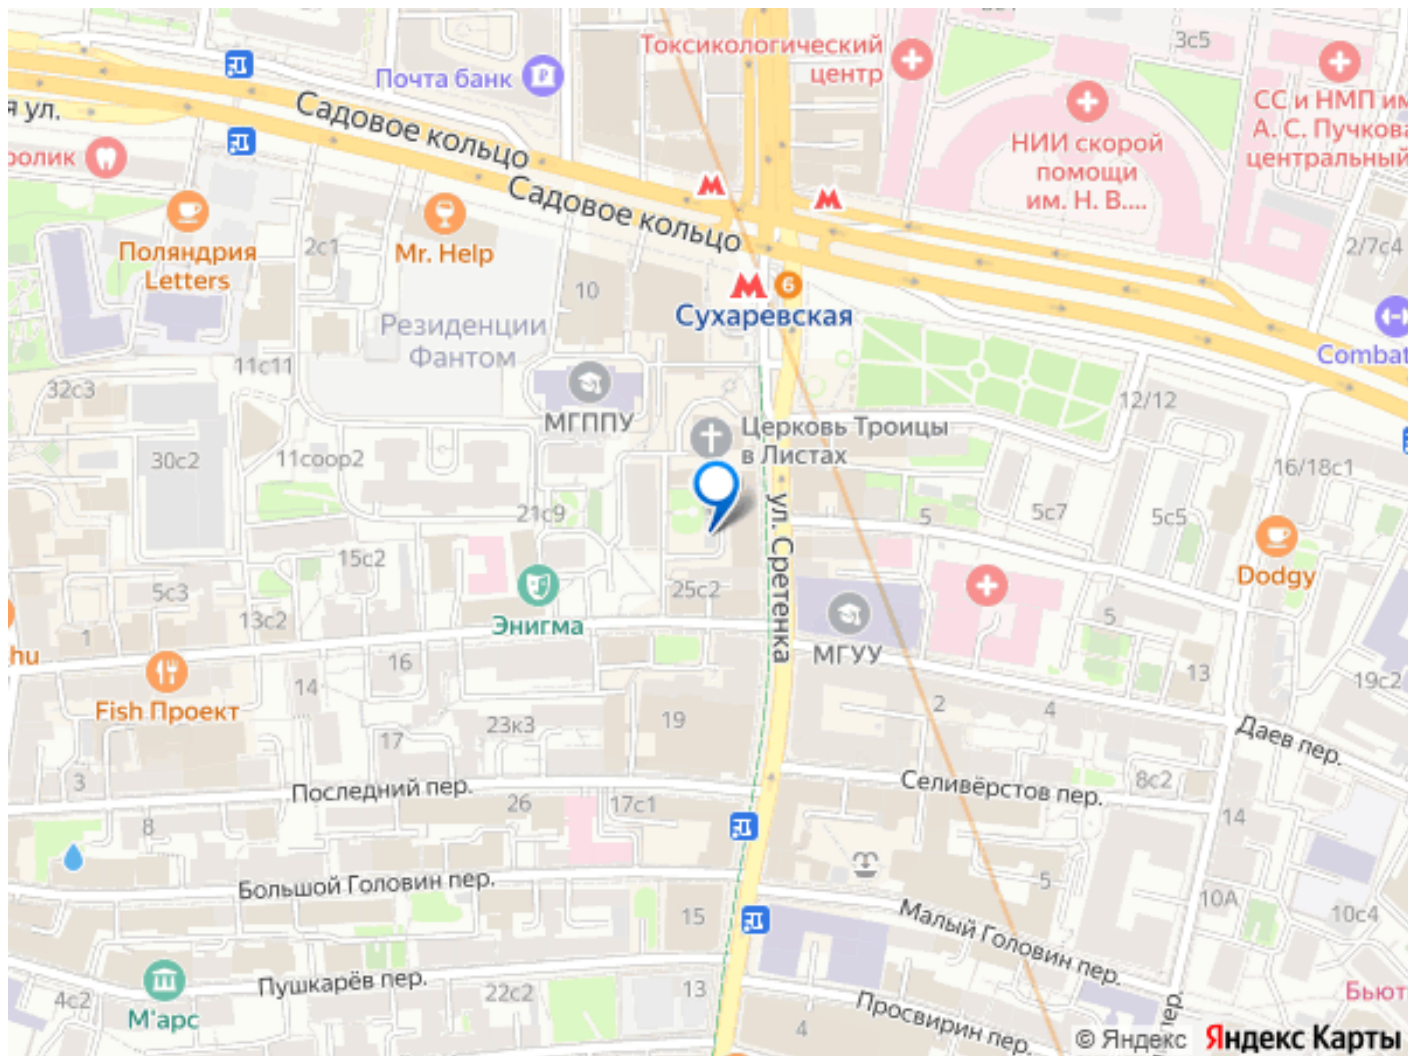 3с5
Токсикологический
центр
Почта банк
СС и НМП им
А. С. Пучкова
центральный
я ул.
Садовое кольцо
НИИ скорой
помощи
им. Н. В....
ролик
Садовое кольцо
Поляндрия
Letters
2с1
Mr. Help
2/7с4
10
6
Сухаревская
Резиденции
Фантом
Combat
11с11
32с3
МГППУ
12/12
Церковь Троицы
в Листах
30с2
11соор2
16/18с1
21с9
ул. Сретенка
5
5с7
5с5
15с2
Dodgy
5с3
25с2
13с2
1
Энигма
5
МГУУ
hu
16
14
13
19с2
Fish Проект
2
4
23к3
19
17
Даев пер.
3
Последний пер.
26
17с1
Селивёрстов пер.
8с2
14
8
Большой Головин пер.
5
10А
15
Малый Головин пер.
10с4
Пушкарёв пер.
22с2
13
4с2
М'арс
Бьют
Просвирин пер.
4
пер.
© Яндекс Яндекс Карты